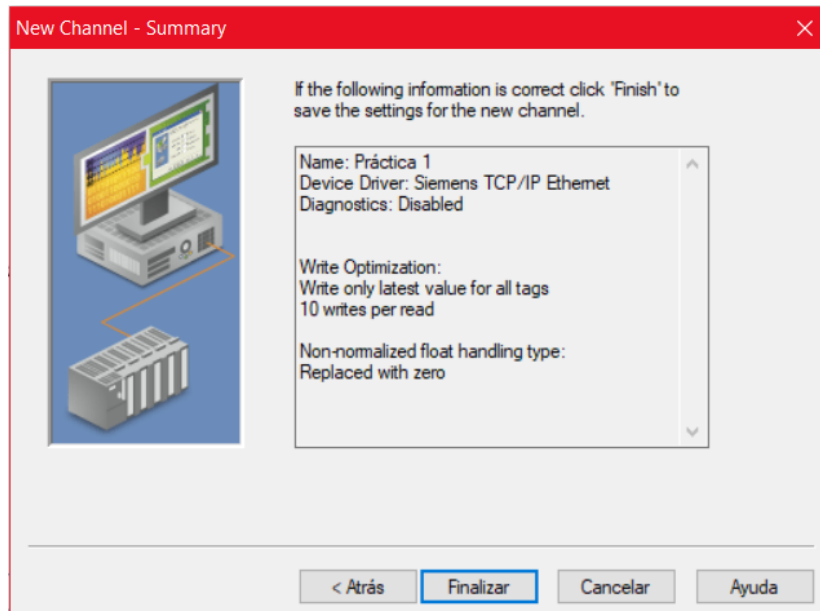 New Channel - Summary
If the following information is correct click 'Finish' to
save the settings for the new channel.
Name: Práctica 1
Device Driver: Siemens TCP/IP Ethernet
Diagnostics: Disabled
Write Optimization:
Write only latest value for all tags
10 writes per read
Non-normalized float handling type:
Replaced with zero
< Atrás
Finalizar
Cancelar
Ayuda